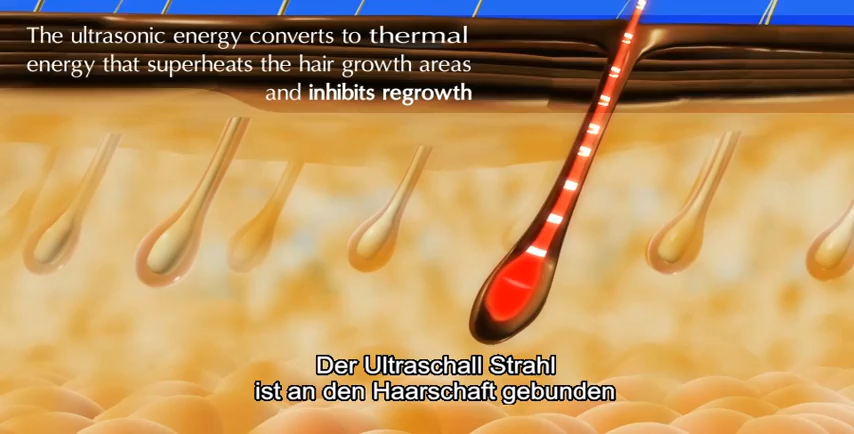 The ultrasonic energy converts to thermal
energy that superheats the hair growth areas
and inhibits regrowth
Der Ultraschall Strahl
ist an den Haarschaft gebunden